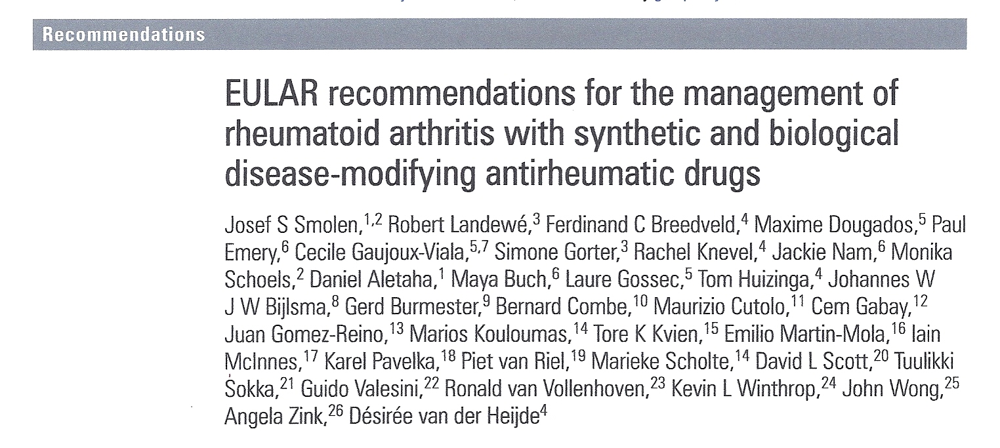 Recommendations
EULAR recommendations for the management of
rheumatoid arthritis with synthetic and biological
disease-modifying antirheumatic drugs
Josef S Smolen,1,2 Robert Landewé,3 Ferdinand C Breedveld,4 Maxime Dougados,5 Paul
Emery,6 Cecile Gaujoux-Viala,5,7 Simone Gorter,3 Rachel Knevel,4 Jackie Nam,6 Monika
Schoels,2 Daniel Aletaha,1 Maya Buch,6 Laure Gossec,5 Tom Huizinga,4 Johannes W
J W Bijlsma,8 Gerd Burmester,9 Bernard Combe,10 Maurizio Cutolo,11 Cem Gabay,12
Juan Gomez-Reino,13 Marios Kouloumas,14 Tore K Kvien,15 Emilio Martin-Mola,16 Iain
McInnes,17 Karel Pavelka,18 Piet van Riel,19 Marieke Scholte,14 David L Scott,20 Tuulikki
Sokka,21 Guido Valesini,22 Ronald van Vollenhoven,23 Kevin L Winthrop,24 John Wong,25
Angela Zink,26 Désirée van der Heijde4